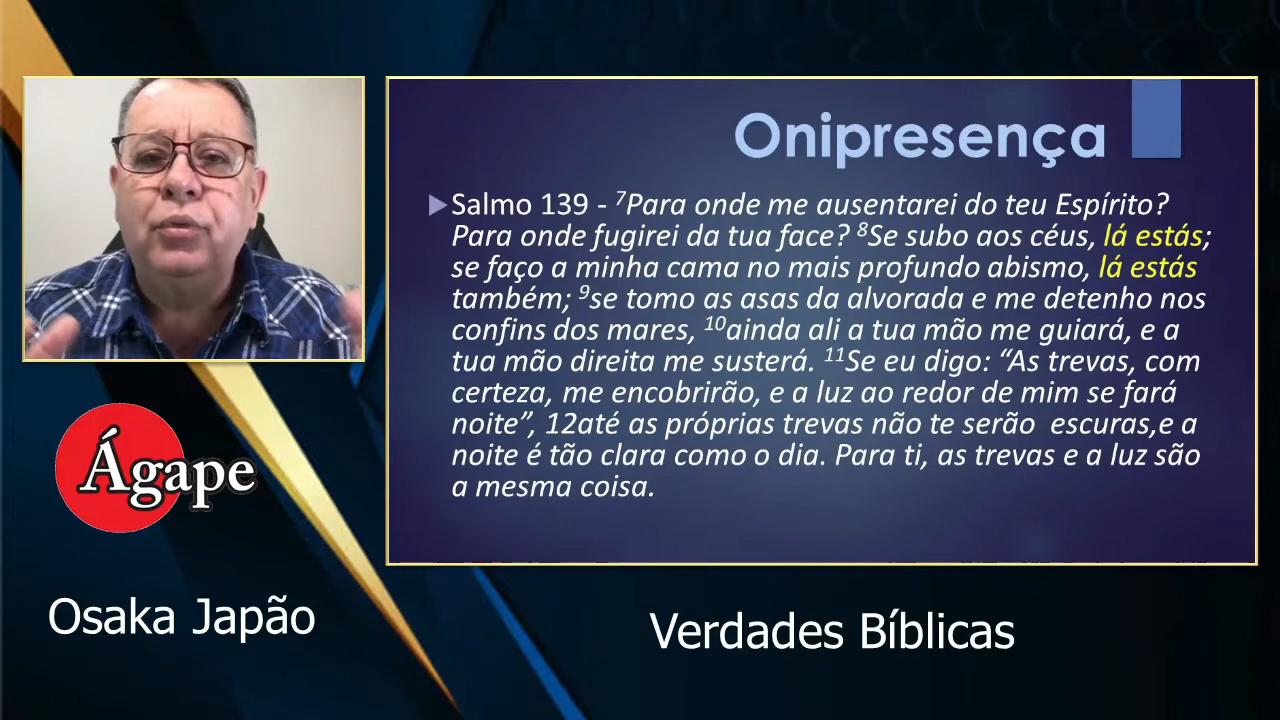 Onipresença
Salmo 139 - ⁷Para onde me ausentarei do teu Espírito?
Para onde fugirei da tua face? ⁸Se subo aos céus, lá estás;
se faço a minha cama no mais profundo abismo, lá estás
também; ⁹se tomo as asas da alvorada e me detenho nos
confins dos mares, ¹⁰ainda ali a tua mão me guiará, e a
tua mão direita me susterá. ¹¹Se eu digo: “As trevas, com
certeza, me encobrirão, e a luz ao redor de mim se fará
noite”, 12até as próprias trevas não te serão  escuras,e a
noite é tão clara como o dia. Para ti, as trevas e a luz são
a mesma coisa.
Ágape
Osaka Japão
Verdades Bíblicas